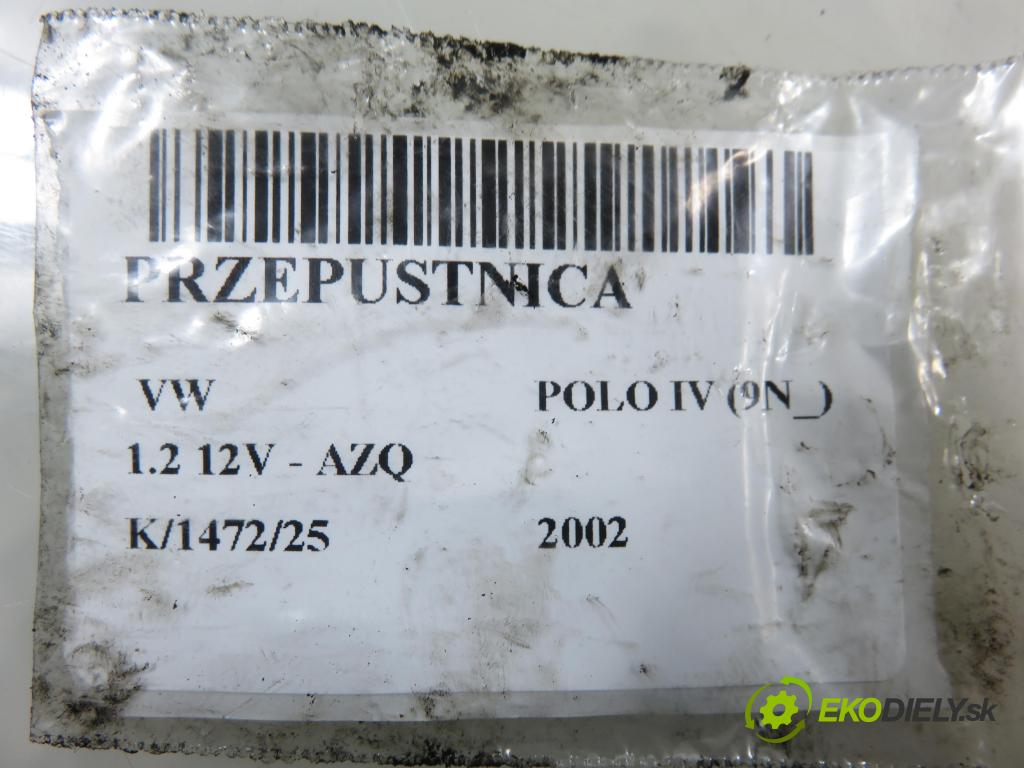 PRZEPUSTNICA
VW POLO IV (9N_)
1.2 12V - AZQ
K/1472/25 2002
EKODIELY.sk